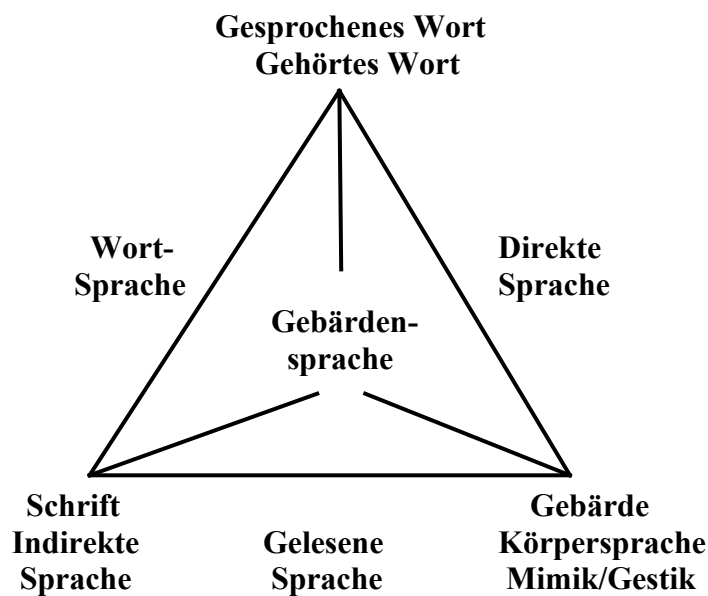 Gesprochenes Wort
Gehörtes Wort
Wort-
Sprache
Direkte
Sprache
Gebärden-
sprache
Schrift
Indirekte
Sprache
Gelesene
Sprache
Gebärde
Körpersprache
Mimik/Gestik